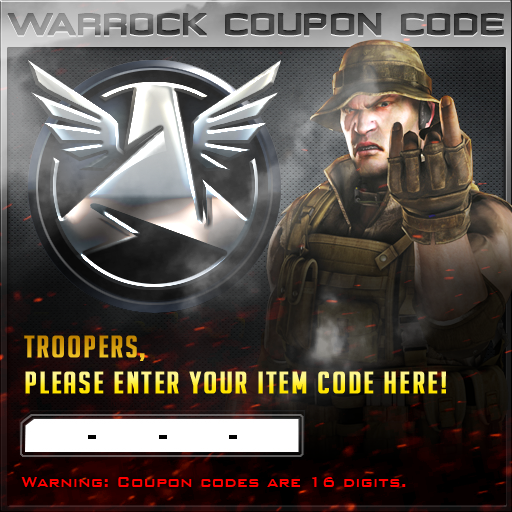 WARROCK COUPON CODE
TROOPERS,
PLEASE ENTER YOUR ITEM CODE HERE!
- - -
WARNING: COUPON CODES ARE 16 DIGITS.